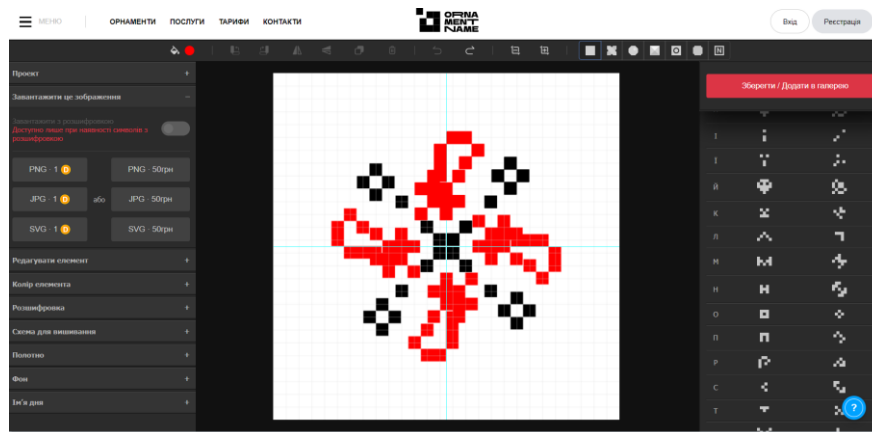 МЕНЮ
ОРНАМЕНТИ ПОСЛУГИ ТАРИФИ КОНТАКТИ
ORNA
MENT
NAME
Вхід
Реєстрація
Проект +
Завантажити це зображення −
Завантажити з розшифровкою
Доступно лише при наявності символів з
розшифровкою
PNG - 1 PNG - 50грн
JPG - 1 або JPG - 50грн
SVG - 1 SVG - 50грн
Редагувати елемент +
Колір елемента +
Розшифровка +
Схема для вишивання +
Полотно +
Фон +
Ім'я дня +
N
Зберегти / Додати в галерею
І
Ї
Й
К
Л
М
Н
О
П
Р
С
Т
?